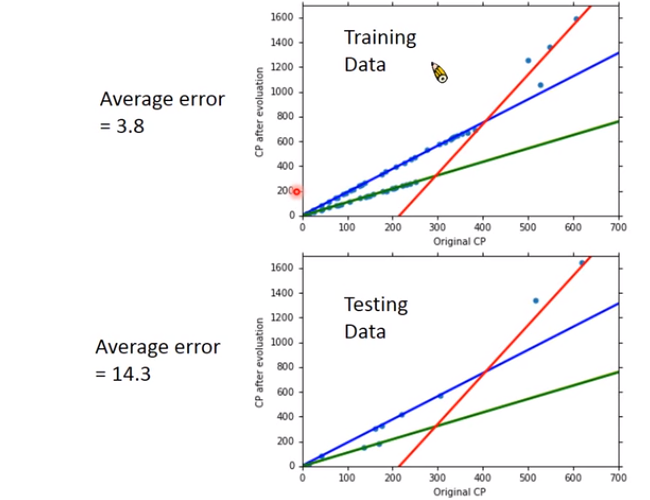 Average error
= 3.8
Training
Data
CP after evoluation
1600
1400
1200
1000
800
600
400
200
0
0 100 200 300 400 500 600 700
Original CP
Average error
= 14.3
Testing
Data
CP after evoluation
1600
1400
1200
1000
800
600
400
200
0
0 100 200 300 400 500 600 700
Original CP